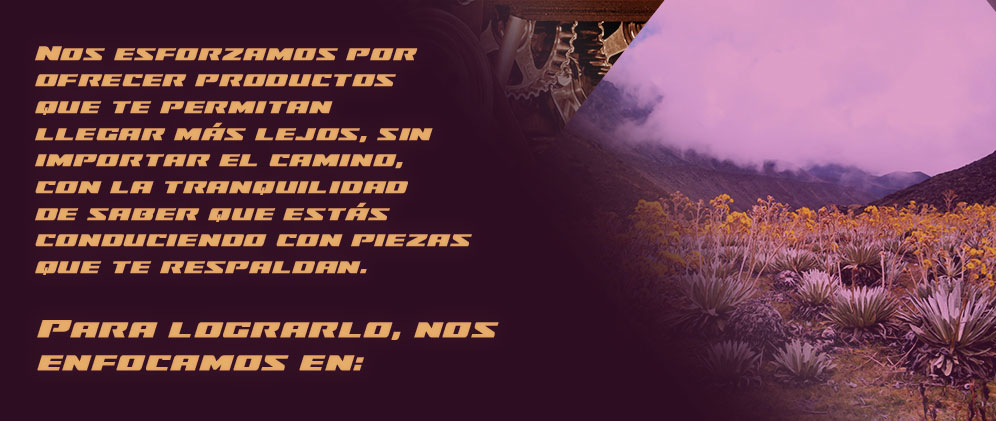 Nos esforzamos por
ofrecer productos
que te permitan
llegar más lejos, sin
importar el camino,
con la tranquilidad
de saber que estás
conduciendo con piezas
que te respaldan.
Para lograrlo, nos
enfocamos en: